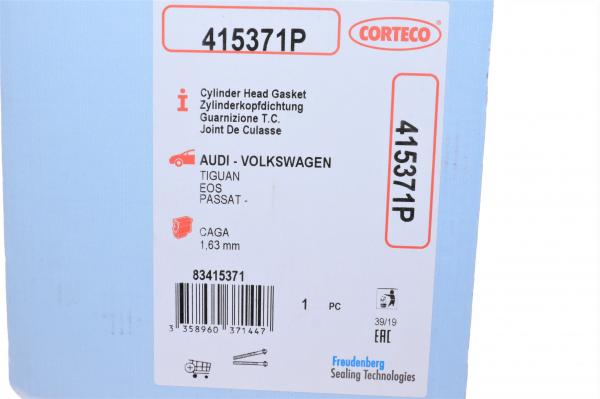 415371P
CORTECO®
Cylinder Head Gasket
Zylinderkopfdichtung
Guarnizione T.C.
Joint De Culasse
415371P
AUDI - VOLKSWAGEN
TIGUAN
EOS
PASSAT -
CAGA
1,63 mm
83415371
3 358960 371447
1 PC
39/19
EAC
Freudenberg
Sealing Technologies